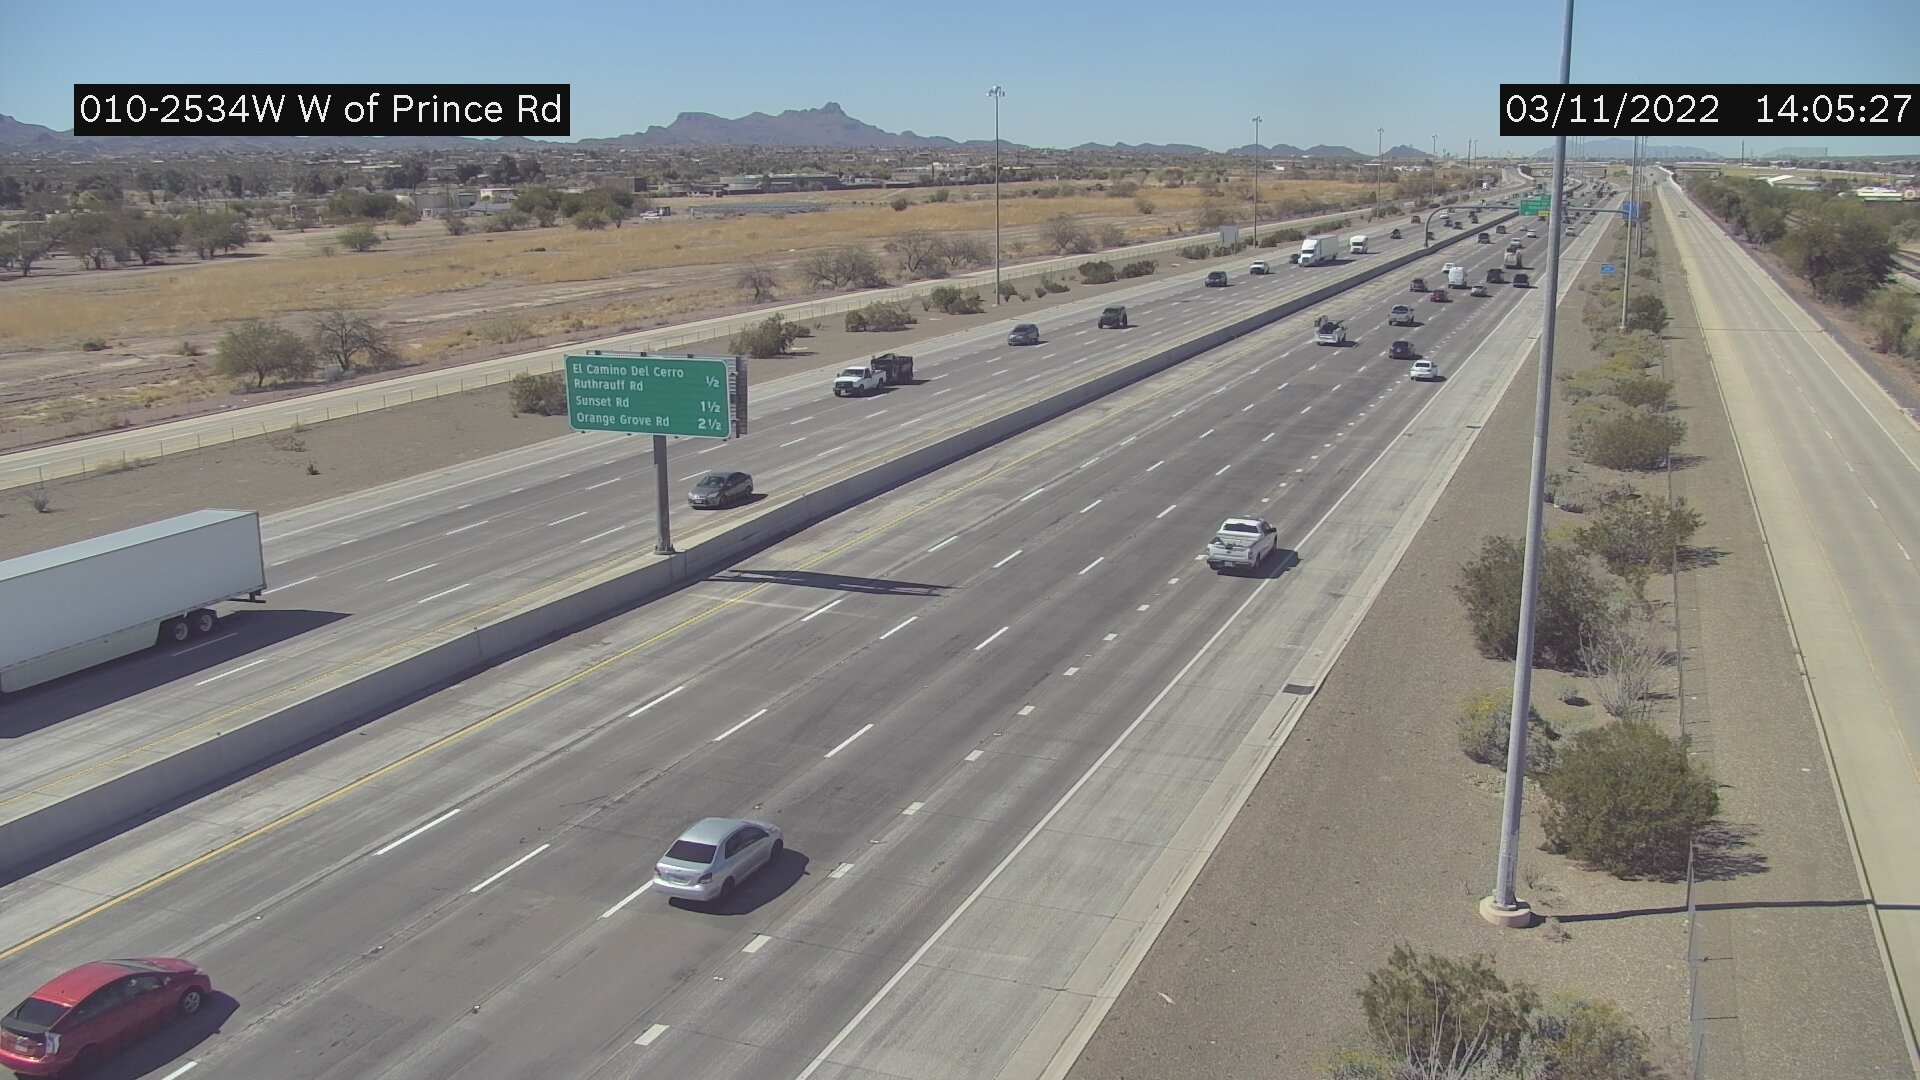 010-2534W W of Prince Rd
03/11/2022 14:05:27
El Camino Del Cerro
Ruthrauff Rd 1/2
Sunset Rd 1 1/2
Orange Grove Rd 2 1/2